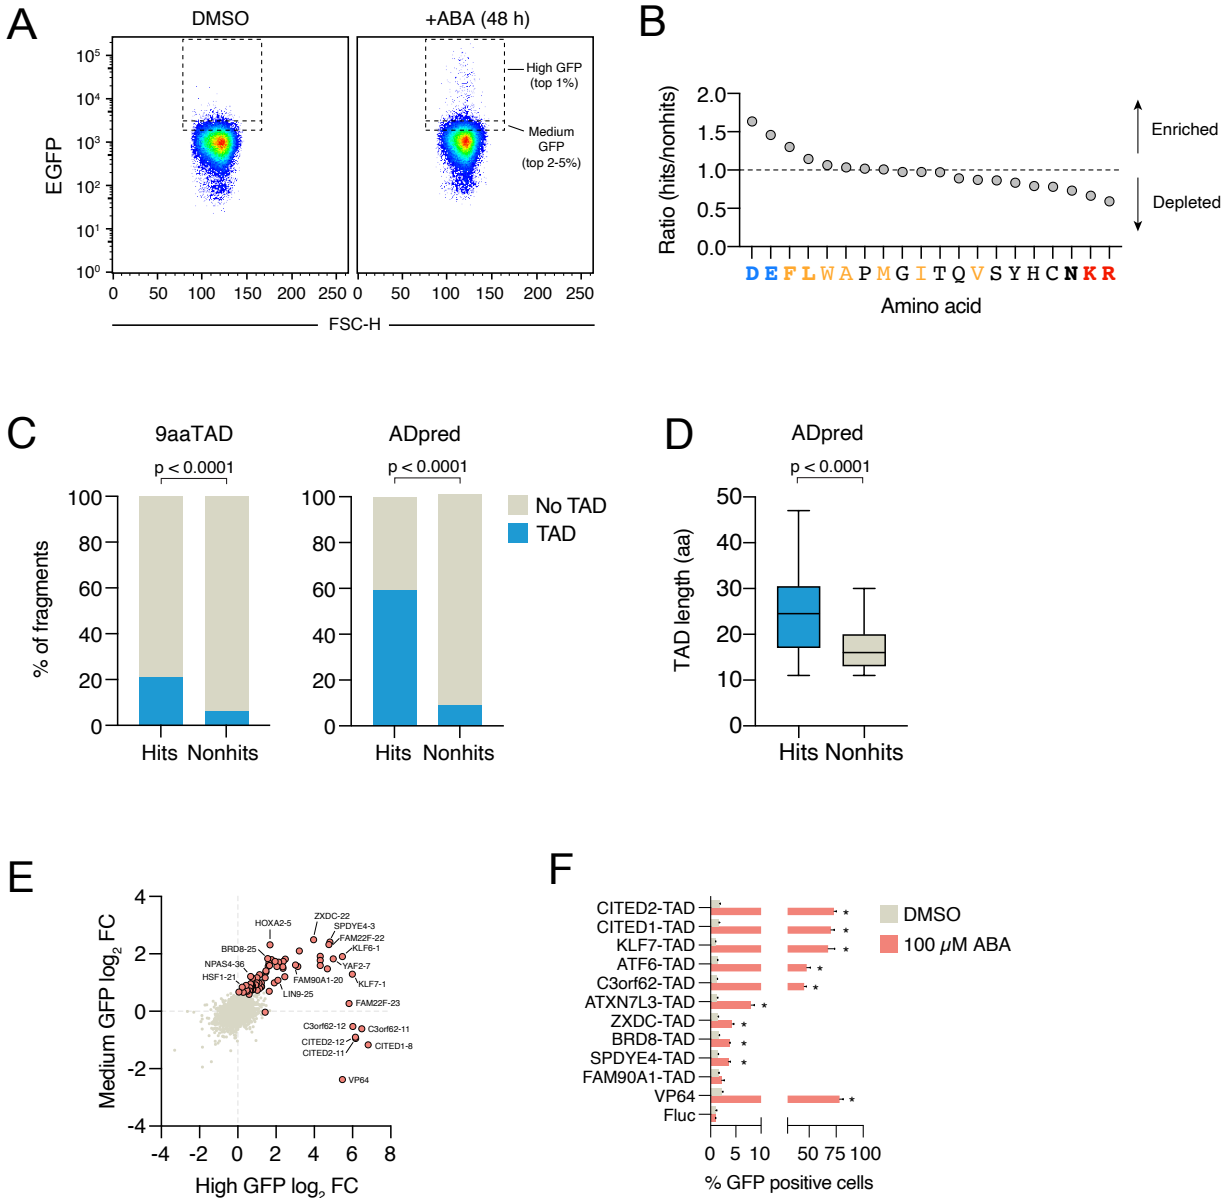 A
DMSO
+ABA (48 h)
EGFP
10⁵
10⁴
10³
10²
10¹
10⁰
High GFP
(top 1%)
Medium
GFP
(top 2-5%)
0 50 100 150 200 250
0 50 100 150 200 250
FSC-H
B
Ratio (hits/nonhits)
2.0
1.5
1.0
0.5
0.0
Enriched
Depleted
D E F L W A P M G I T Q V S Y H C N K R
Amino acid
C
9aaTAD
p < 0.0001
% of fragments
100
80
60
40
20
0
Hits Nonhits
ADpred
p < 0.0001
100
80
60
40
20
0
Hits Nonhits
No TAD
TAD
D
ADpred
p < 0.0001
TAD length (aa)
50
40
30
20
10
0
Hits Nonhits
E
Medium GFP log₂ FC
4
2
0
-2
-4
ZXDC-22
HOXA2-5
SPDYE4-3
FAM22F-22
BRD8-25
KLF6-1
NPAS4-36
YAF2-7
HSF1-21
FAM90A1-20
KLF7-1
LIN9-25
FAM22F-23
C3orf62-12
C3orf62-11
CITED2-12
CITED1-8
CITED2-11
VP64
-4 -2 0 2 4 6 8
High GFP log₂ FC
F
CITED2-TAD
CITED1-TAD
KLF7-TAD
ATF6-TAD
C3orf62-TAD
ATXN7L3-TAD
ZXDC-TAD
BRD8-TAD
SPDYE4-TAD
FAM90A1-TAD
VP64
Fluc
*
*
*
*
*
*
*
*
*
*
DMSO
100 µM ABA
0 5 10 50 75 100
% GFP positive cells